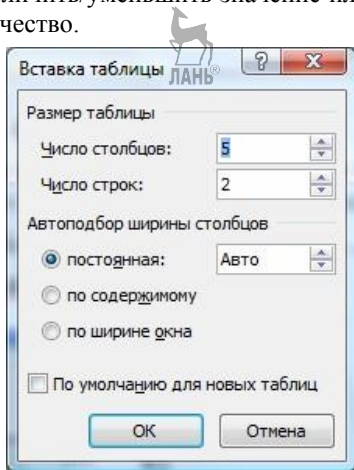 чество.
Вставка таблицы
ЛАНЬ®
Размер таблицы
Число столбцов: 5
Число строк: 2
Автоподбор ширины столбцов
постоянная: Авто
по содержимому
по ширине окна
По умолчанию для новых таблиц
ОК Отмена